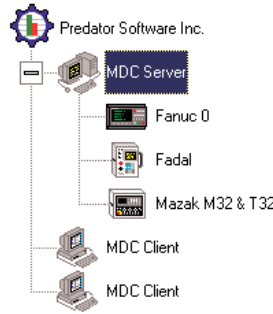 Predator Software Inc.
MDC Server
Fanuc 0
Fadal
Mazak M32 & T32
MDC Client
MDC Client